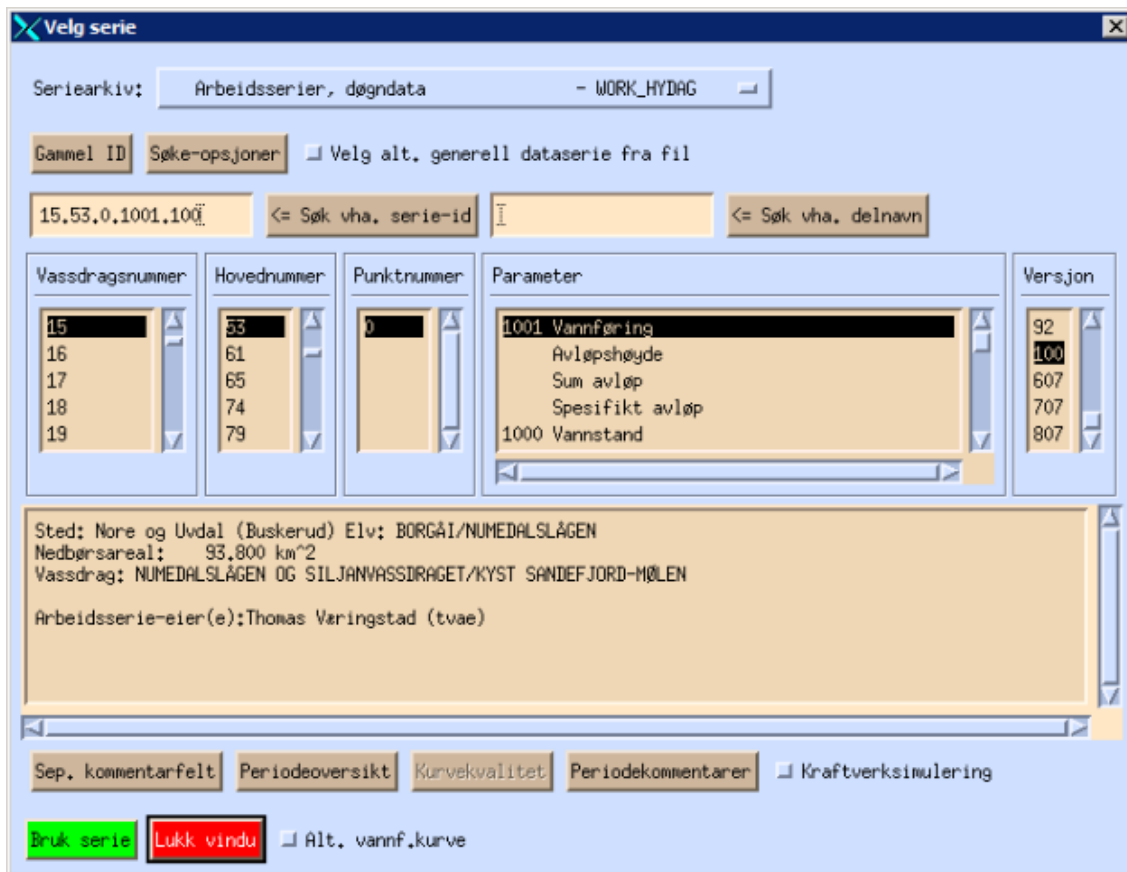 Velg serie
Seriearkiv: Arbeidsserier, døgndata - WORK_HYDAG
Gammel ID Søke-opsjoner Velg alt. generell dataserie fra fil
15.53.0.1001.100 <= Søk vha. serie-id <= Søk vha. delnavn
Vassdragsnummer Hovednummer Punktnummer Parameter Versjon
15 53 0 1001 Vannføring 92
16 61 Avløpshøyde 100
17 65 Sum avløp 607
18 74 Spesifikt avløp 707
19 79 1000 Vannstand 807
Sted: Nore og Uvdal (Buskerud) Elv: BORGÅI/NUMEDALSLÅGEN
Nedbørsareal: 93.800 km^2
Vassdrag: NUMEDALSLÅGEN OG SILJANVASSDRAGET/KYST SANDEFJORD-MØLEN
Arbeidsserie-eier(e):Thomas Væringstad (tvae)
Sep. kommentarfelt Periodeoversikt Kurvekvalitet Periodekommentarer Kraftverksimulering
Bruk serie Lukk vindu Alt. vannf.kurve